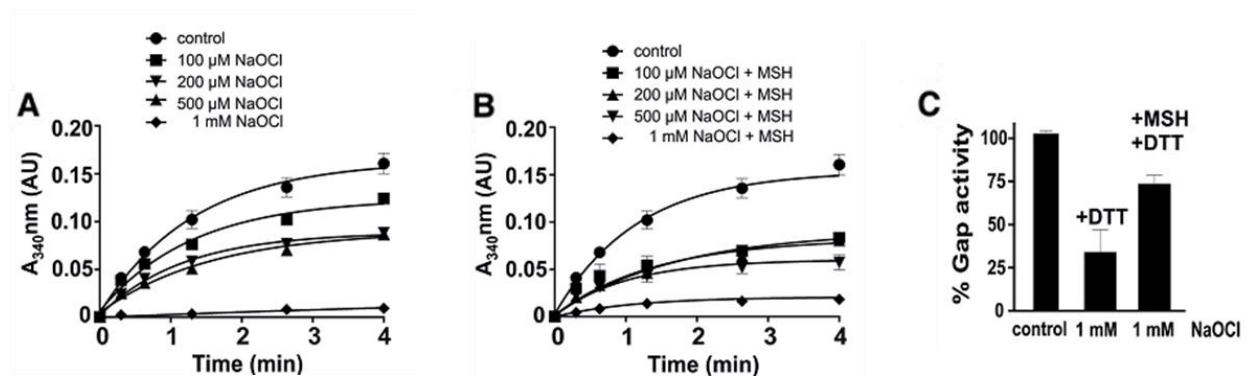 A
control
100 µM NaOCl
200 µM NaOCl
500 µM NaOCl
1 mM NaOCl
0.20
0.15
0.10
0.05
0
A340nm (AU)
0 1 2 3 4
Time (min)
B
control
100 µM NaOCl + MSH
200 µM NaOCl + MSH
500 µM NaOCl + MSH
1 mM NaOCl + MSH
0.20
0.15
0.10
0.05
0
A340nm (AU)
0 1 2 3 4
Time (min)
C
+MSH
+DTT
+DTT
100
75
50
25
0
% Gap activity
control 1 mM 1 mM NaOCl